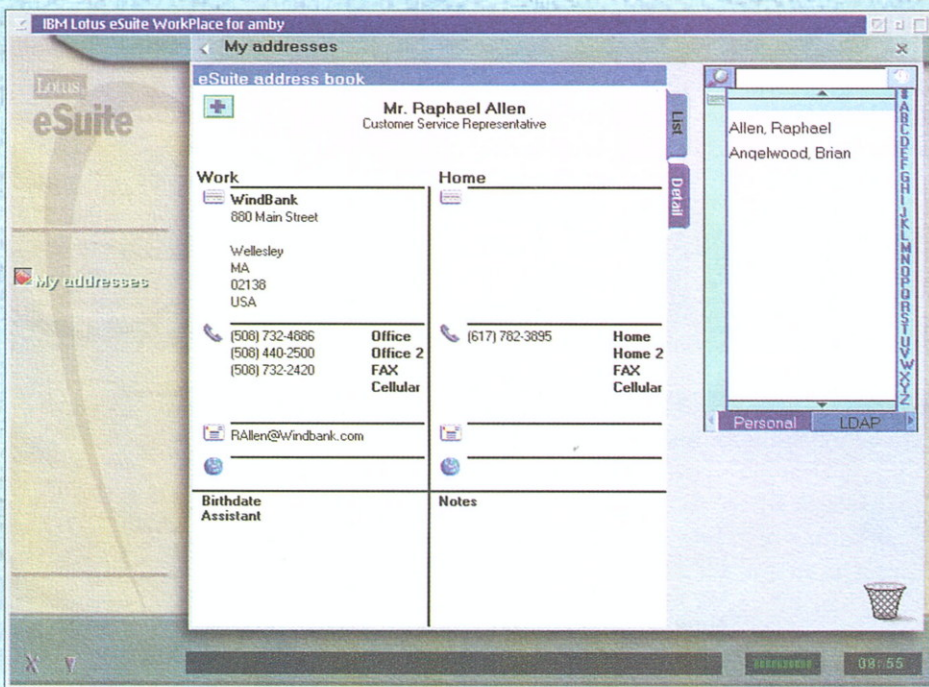 IBM Lotus eSuite WorkPlace for amby
My addresses
Lotus.
eSuite
My addresses
eSuite address book
Mr. Raphael Allen
Customer Service Representative
List
Detail
Work
WindBank
880 Main Street
Wellesley
MA
02138
USA
(508) 732-4886 Office
(508) 440-2500 Office 2
(508) 732-2420 FAX
Cellular
RAllen@Windbank.com
Home
(617) 782-3895 Home
Home 2
FAX
Cellular
Birthdate
Assistant
Notes
Allen, Raphael
Angelwood, Brian
#
A
B
C
D
E
F
G
H
I
J
K
L
M
N
O
P
Q
R
S
T
U
V
W
X
Y
Z
Personal
LDAP
08:55